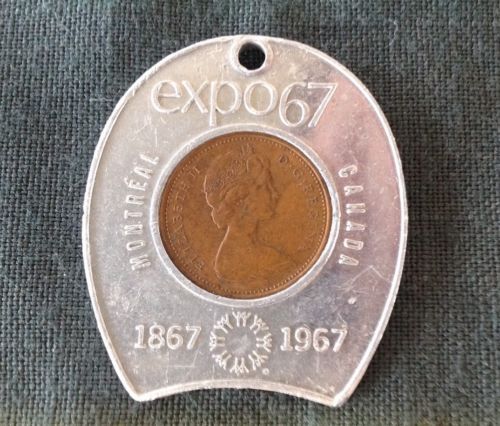 expo67
MONTRÉAL
CANADA
ELIZABETH II
D·G·REGINA
1867
1967